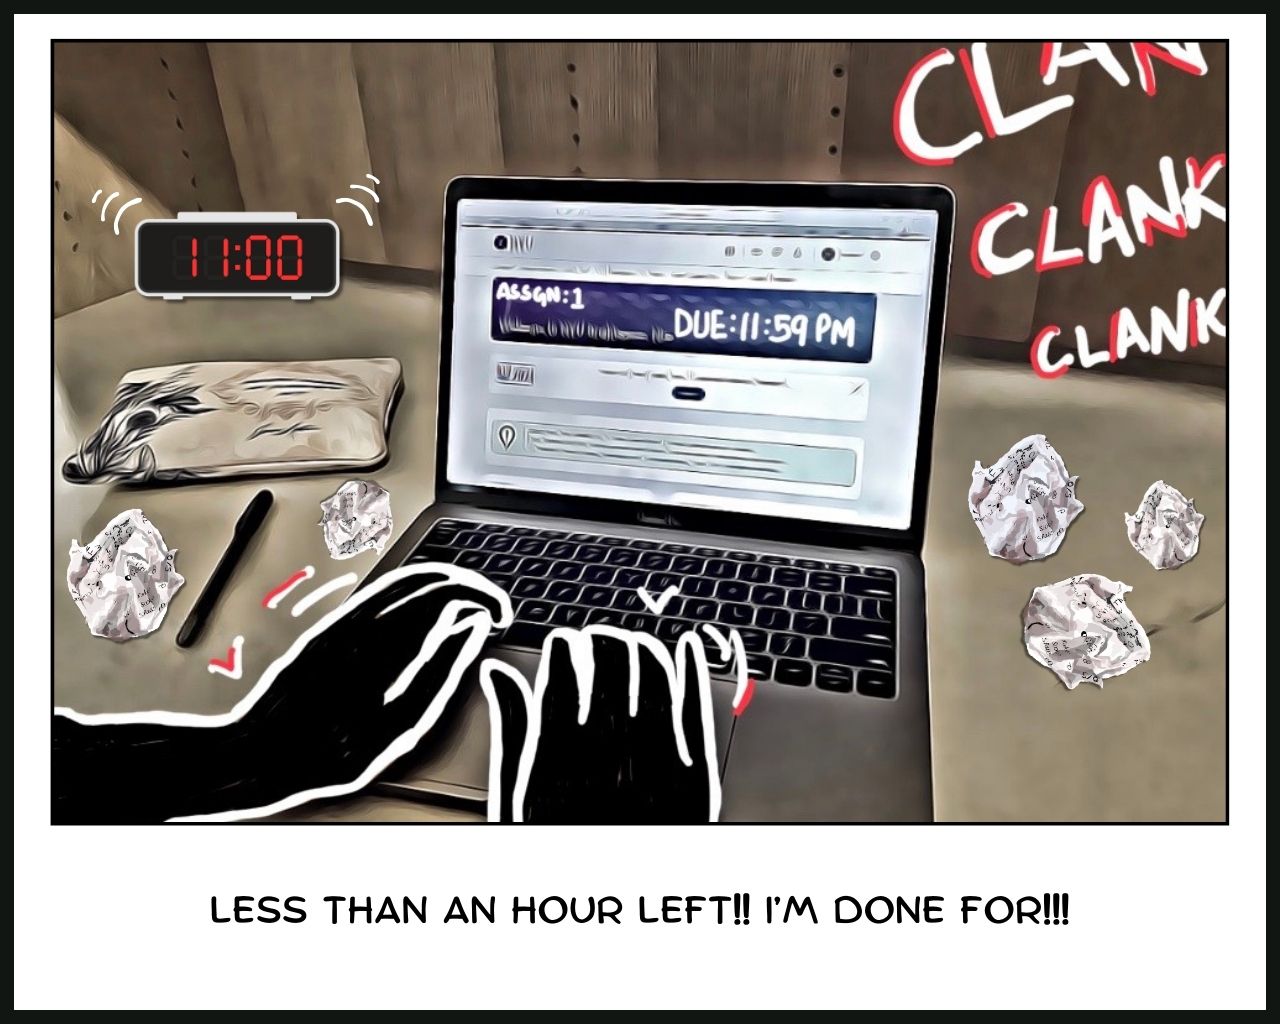 CLAN
CLANK
CLANK
11:00
ASSGN:1
DUE:11:59 PM
LESS THAN AN HOUR LEFT!! I'M DONE FOR!!!